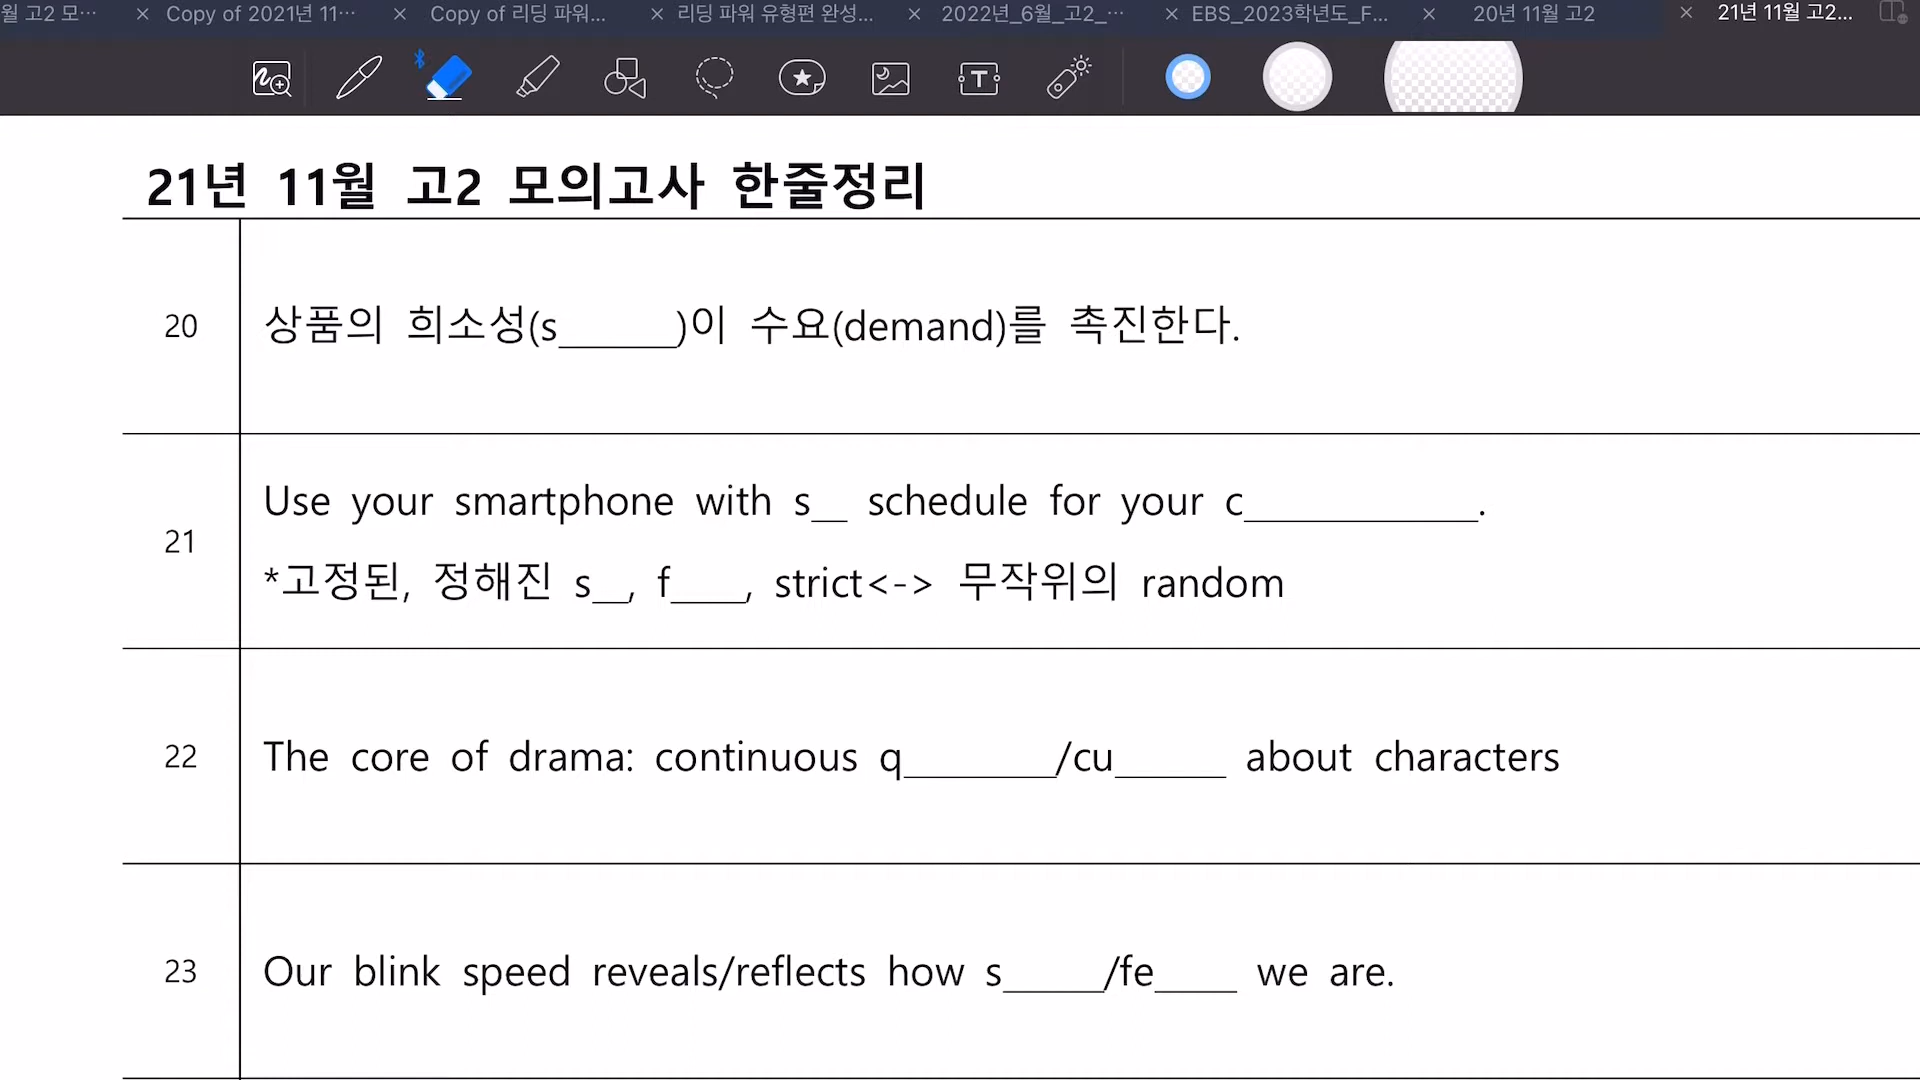 월 고2 모… × Copy of 2021년 11… × Copy of 리딩 파워... × 리딩 파워 유형편 완성... × 2022년_6월_고2_… × EBS_2023학년도_F... × 20년 11월 고2 × 21년 11월 고2...
T
21년 11월 고2 모의고사 한줄정리
20 상품의 희소성(s______)이 수요(demand)를 촉진한다.
21 Use your smartphone with s__ schedule for your c____________.
*고정된, 정해진 s__, f____, strict<-> 무작위의 random
22 The core of drama: continuous q________/cu______ about characters
23 Our blink speed reveals/reflects how s_____/fe____ we are.